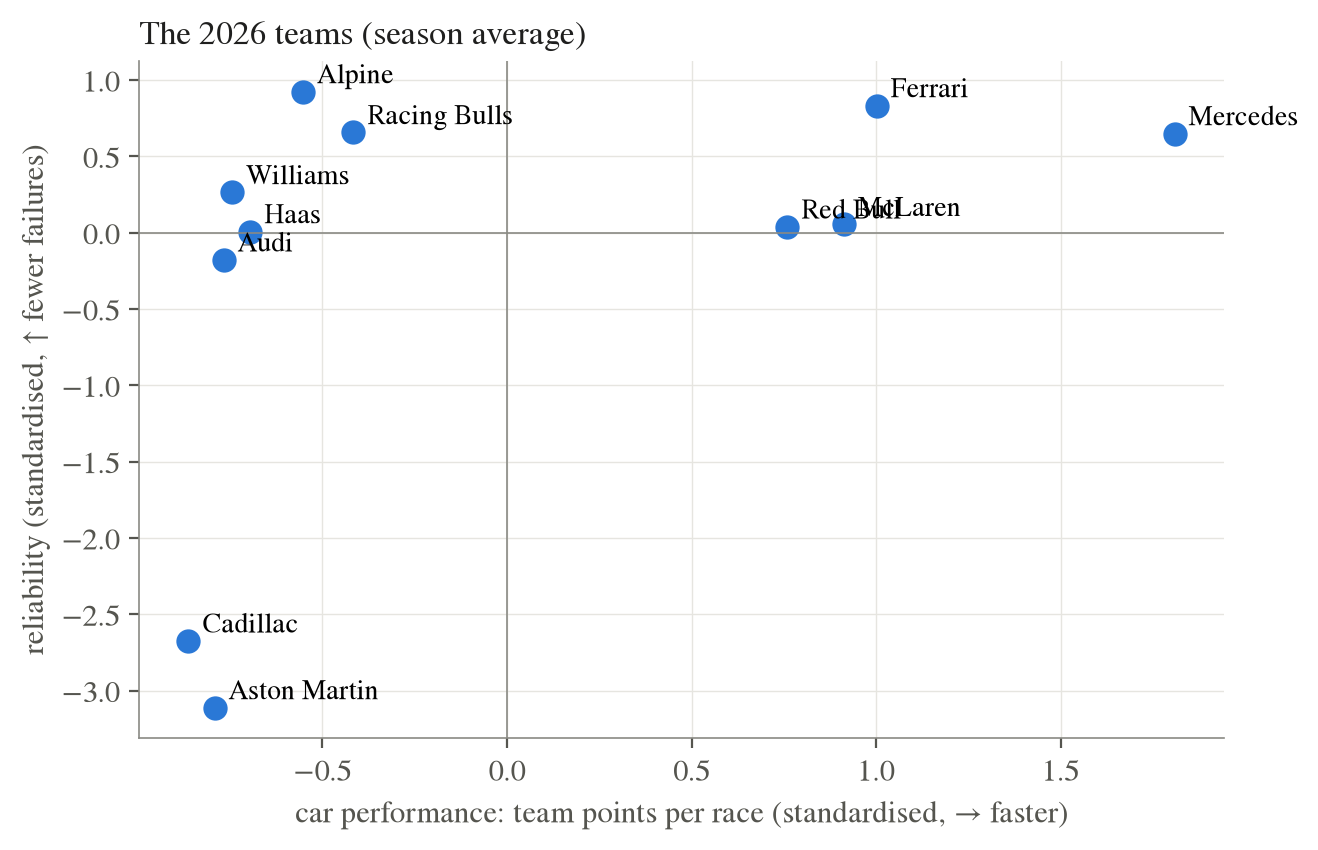 The 2026 teams (season average)
reliability (standardised, ↑ fewer failures)
1.0
0.5
0.0
−0.5
−1.0
−1.5
−2.0
−2.5
−3.0
Alpine
Ferrari
Racing Bulls
Mercedes
Williams
Haas
Red Bull
McLaren
Audi
Cadillac
Aston Martin
−0.5
0.0
0.5
1.0
1.5
car performance: team points per race (standardised, → faster)